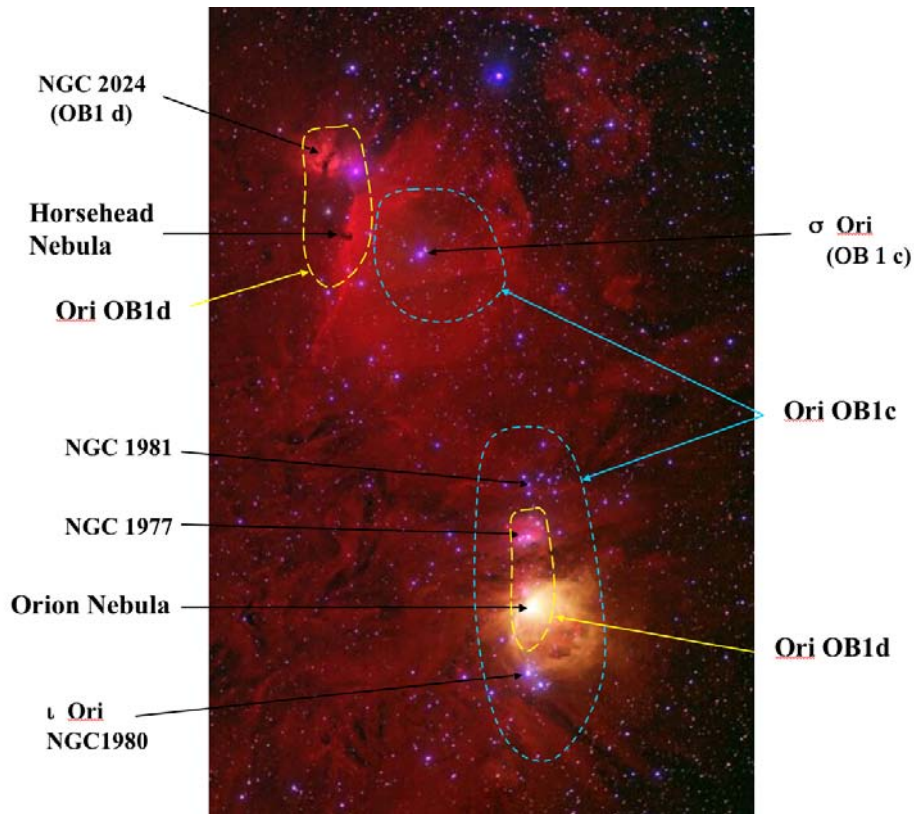 NGC 2024
(OB1 d)
Horsehead
Nebula
Ori OB1d
σ Ori
(OB 1 c)
Ori OB1c
NGC 1981
NGC 1977
Orion Nebula
Ori OB1d
ι Ori
NGC1980